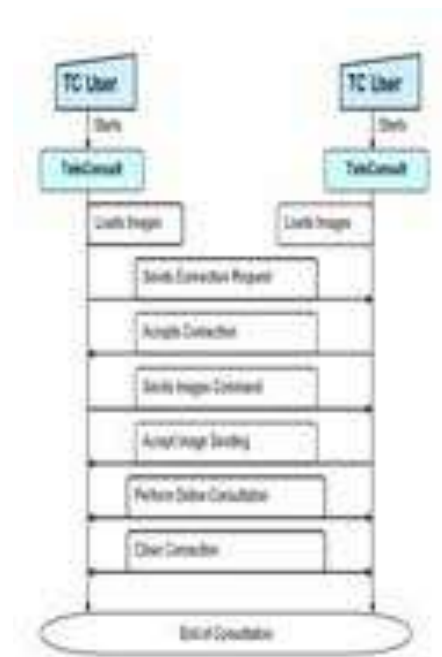 TC User
TC User
Starts
Starts
TeleConsult
TeleConsult
Loads Images
Loads Images
Sends Connection Request
Accepts Connection
Sends Images Command
Accept Image Sending
Perform Online Consultation
Close Connection
End of Consultation